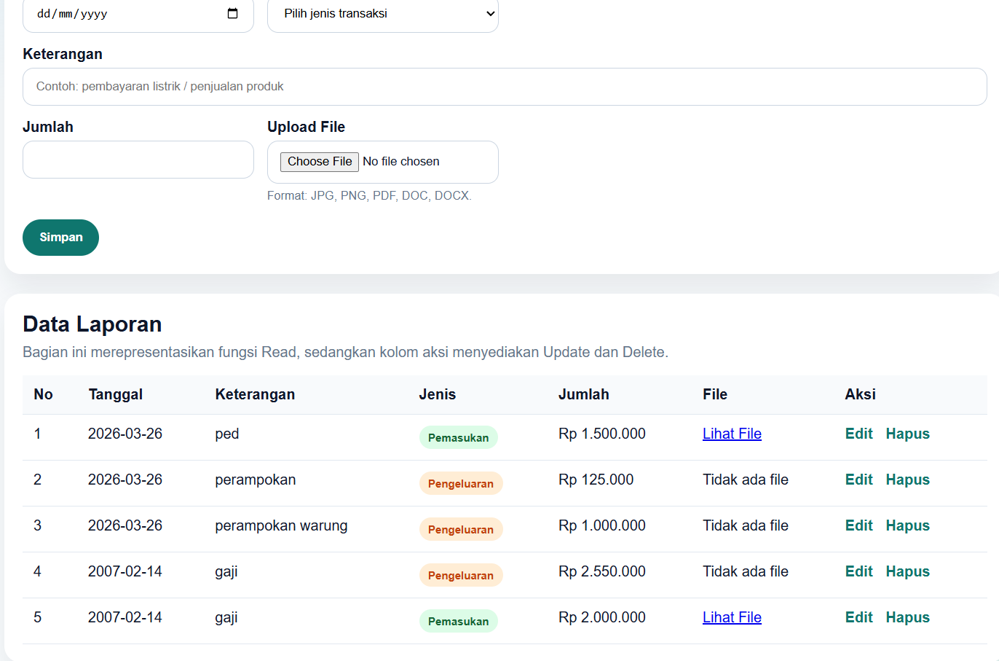 dd/mm/yyyy Pilih jenis transaksi
Keterangan
Contoh: pembayaran listrik / penjualan produk
Jumlah Upload File
Choose File No file chosen
Format: JPG, PNG, PDF, DOC, DOCX.
Simpan
Data Laporan
Bagian ini merepresentasikan fungsi Read, sedangkan kolom aksi menyediakan Update dan Delete.
No Tanggal Keterangan Jenis Jumlah File Aksi
1 2026-03-26 ped Pemasukan Rp 1.500.000 Lihat File Edit Hapus
2 2026-03-26 perampokan Pengeluaran Rp 125.000 Tidak ada file Edit Hapus
3 2026-03-26 perampokan warung Pengeluaran Rp 1.000.000 Tidak ada file Edit Hapus
4 2007-02-14 gaji Pengeluaran Rp 2.550.000 Tidak ada file Edit Hapus
5 2007-02-14 gaji Pemasukan Rp 2.000.000 Lihat File Edit Hapus